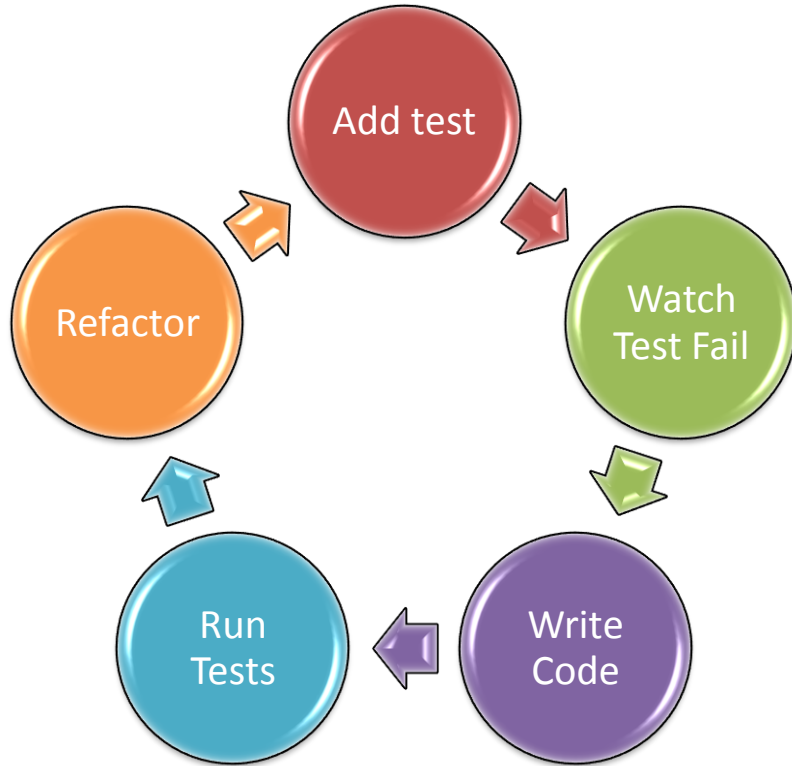 Add test
Watch
Test Fail
Write
Code
Run
Tests
Refactor